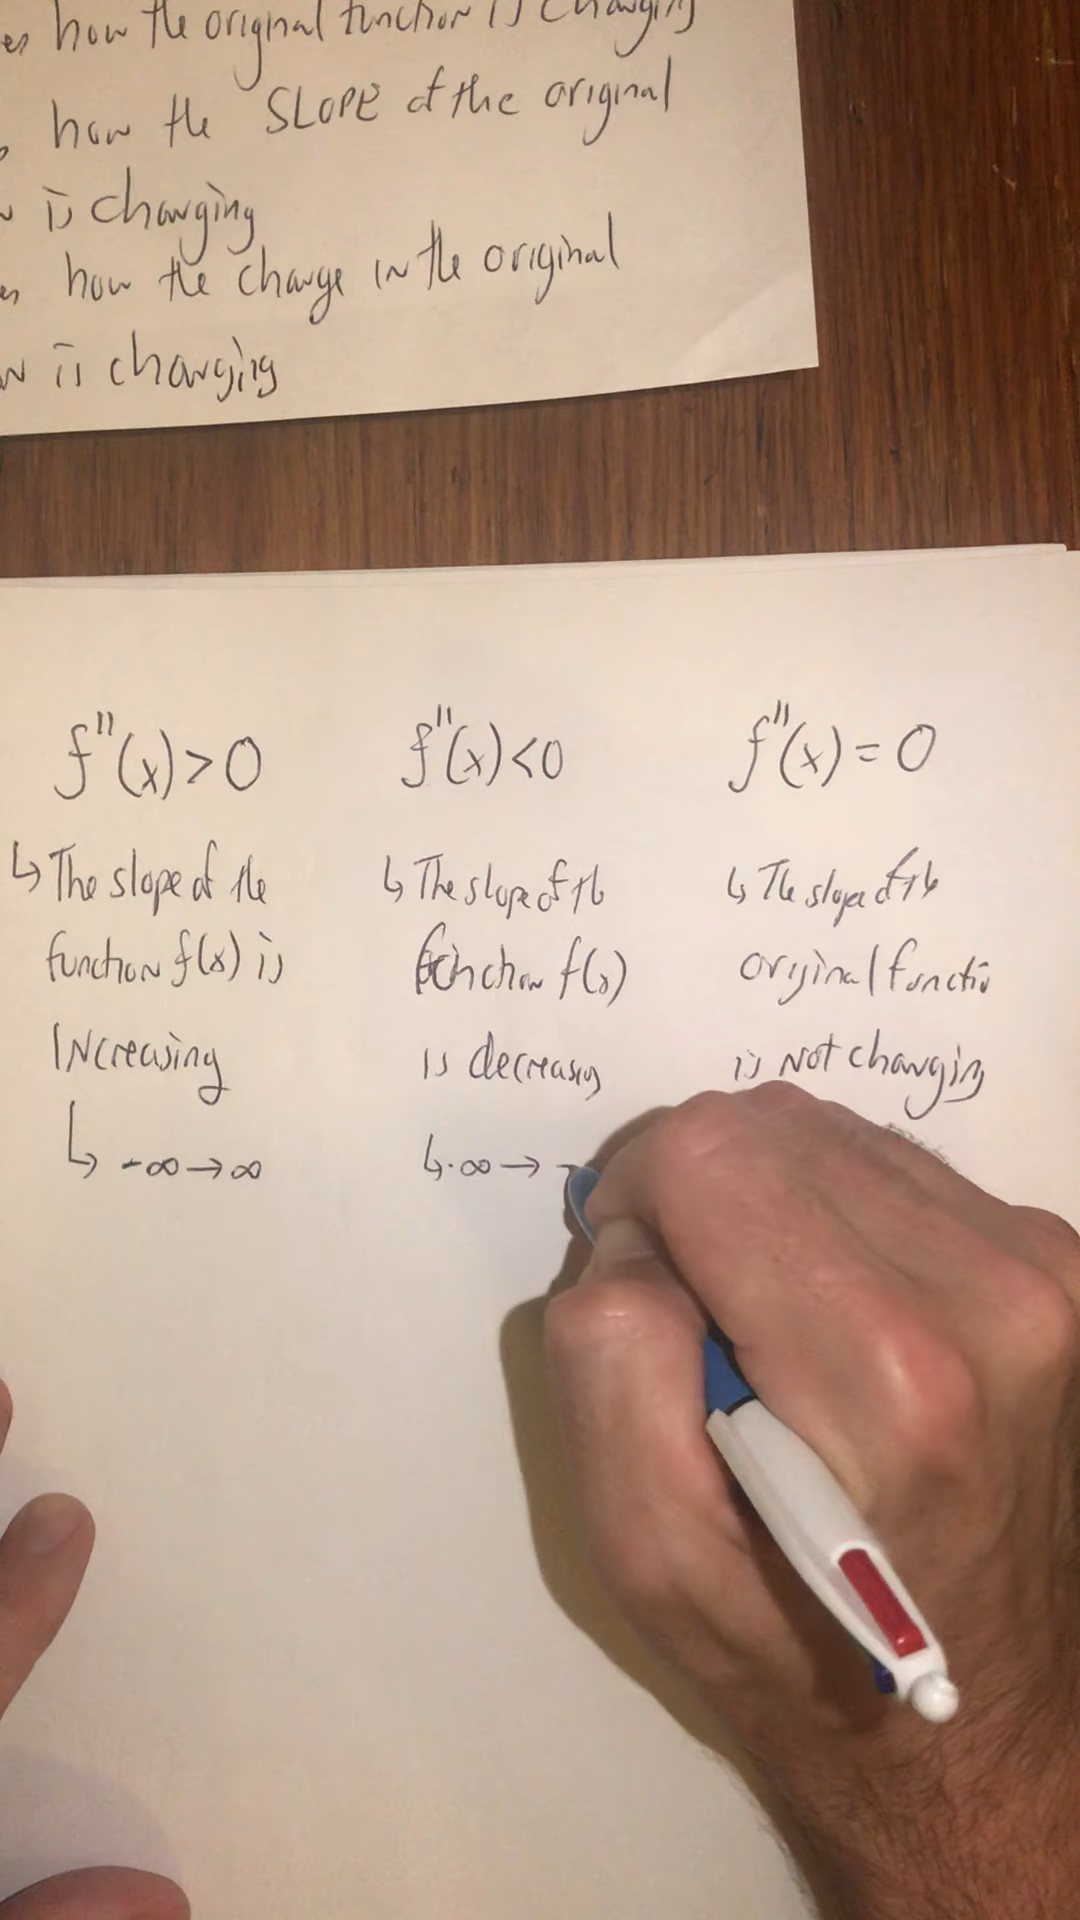 how the original function is changing
how the SLOPE of the original
is changing
how the change in the original
is changing
f''(x) > 0
↳ The slope of the
function f(x) is
Increasing
↳ -∞ → ∞
f''(x) < 0
↳ The slope of th
function f(x)
is decreasing
↳ ∞ → -
f''(x) = 0
↳ The slope of th
original functio
is Not changing